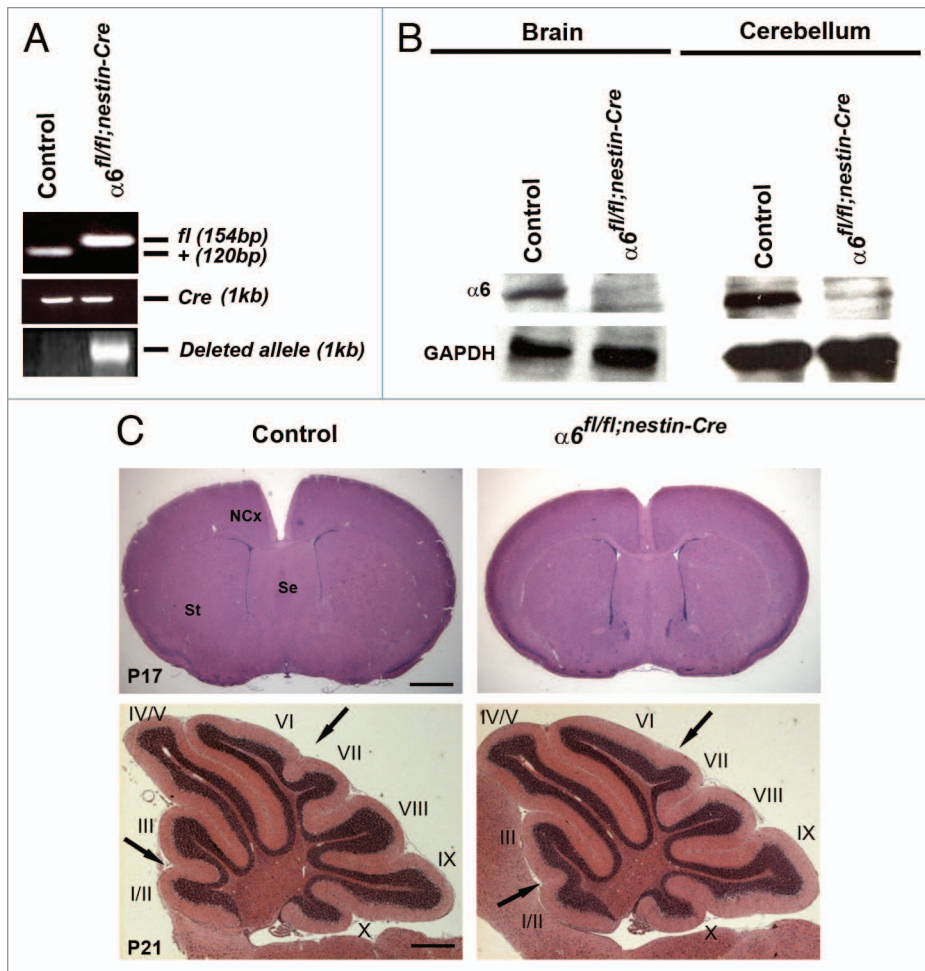 A
Control
α6fl/fl;nestin-Cre
fl (154bp)
+ (120bp)
Cre (1kb)
Deleted allele (1kb)
B
Brain
Cerebellum
Control
α6fl/fl;nestin-Cre
Control
α6fl/fl;nestin-Cre
α6
GAPDH
C
Control
α6fl/fl;nestin-Cre
NCx
Se
St
P17
IV/V
VI
VII
VIII
III
IX
I/II
X
P21
IV/V
VI
VII
VIII
III
IX
I/II
X